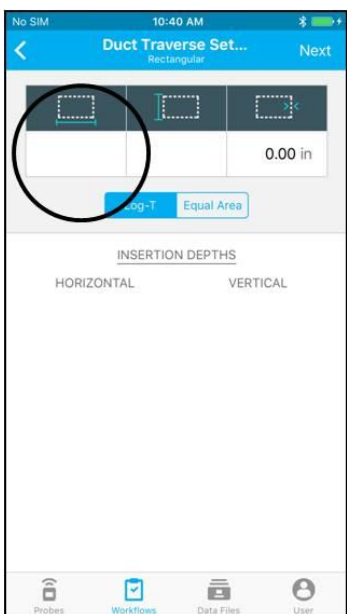 No SIM 10:40 AM
Duct Traverse Set... Next
Rectangular
0.00 in
Log-T Equal Area
INSERTION DEPTHS
HORIZONTAL VERTICAL
Probes Workflows Data Files User